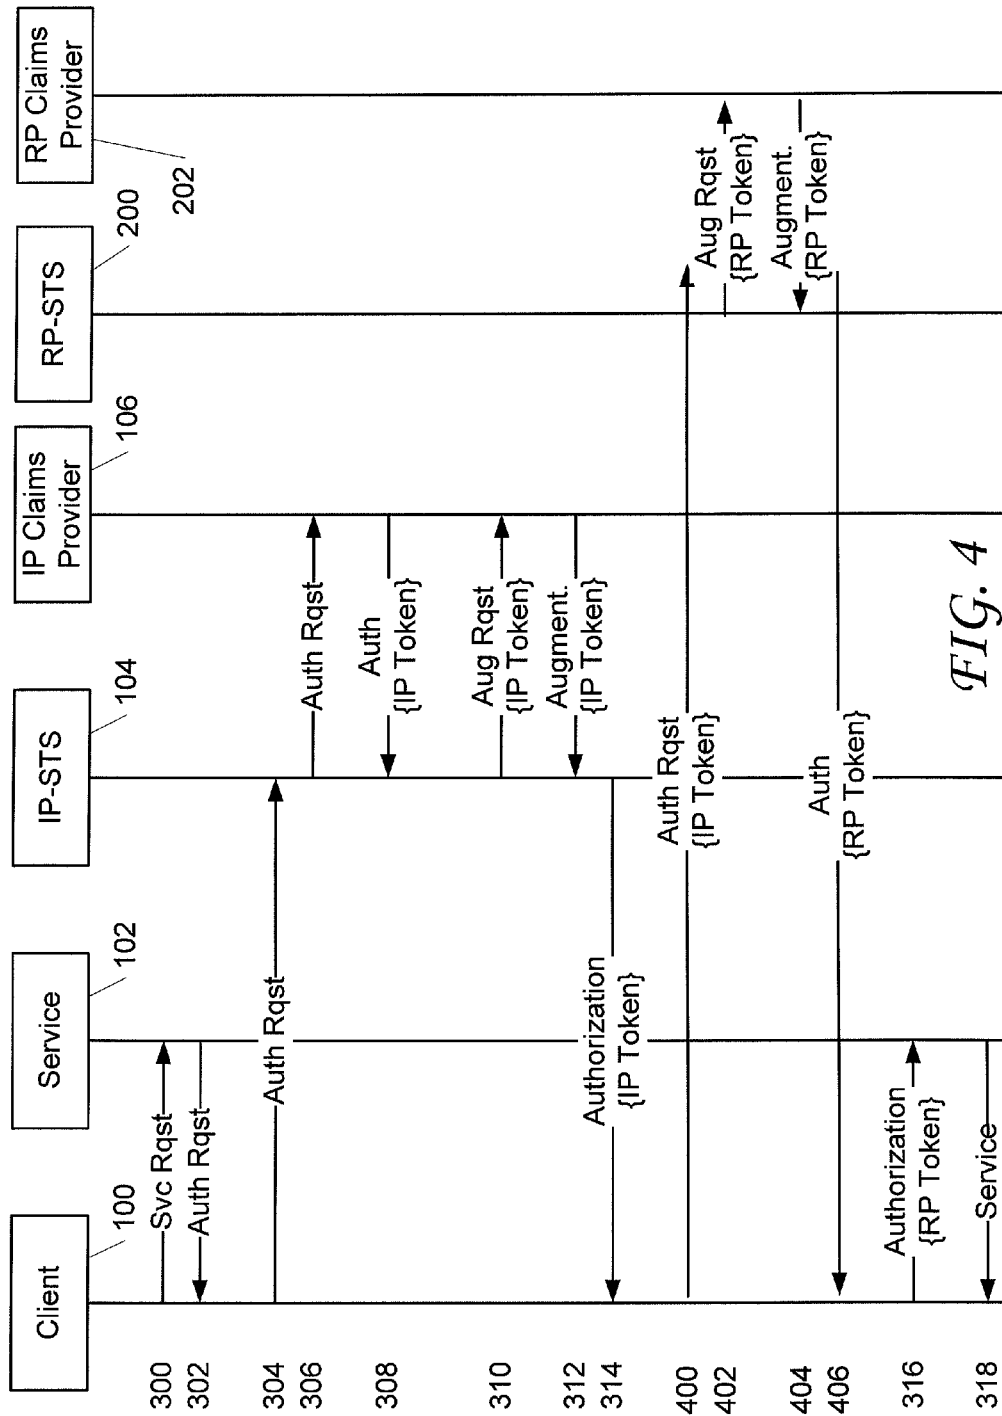 Client
100
Service
102
IP-STS
104
IP Claims
Provider
106
RP-STS
200
RP Claims
Provider
202
300
Svc Rqst
302
Auth Rqst
304
Auth Rqst
306
Auth Rqst
308
Auth
{IP Token}
310
Aug Rqst
{IP Token}
312
Augment.
{IP Token}
314
Authorization
{IP Token}
400
Auth Rqst
{IP Token}
402
Aug Rqst
{RP Token}
404
Augment.
{RP Token}
406
Auth
{RP Token}
316
Authorization
{RP Token}
318
Service
FIG. 4